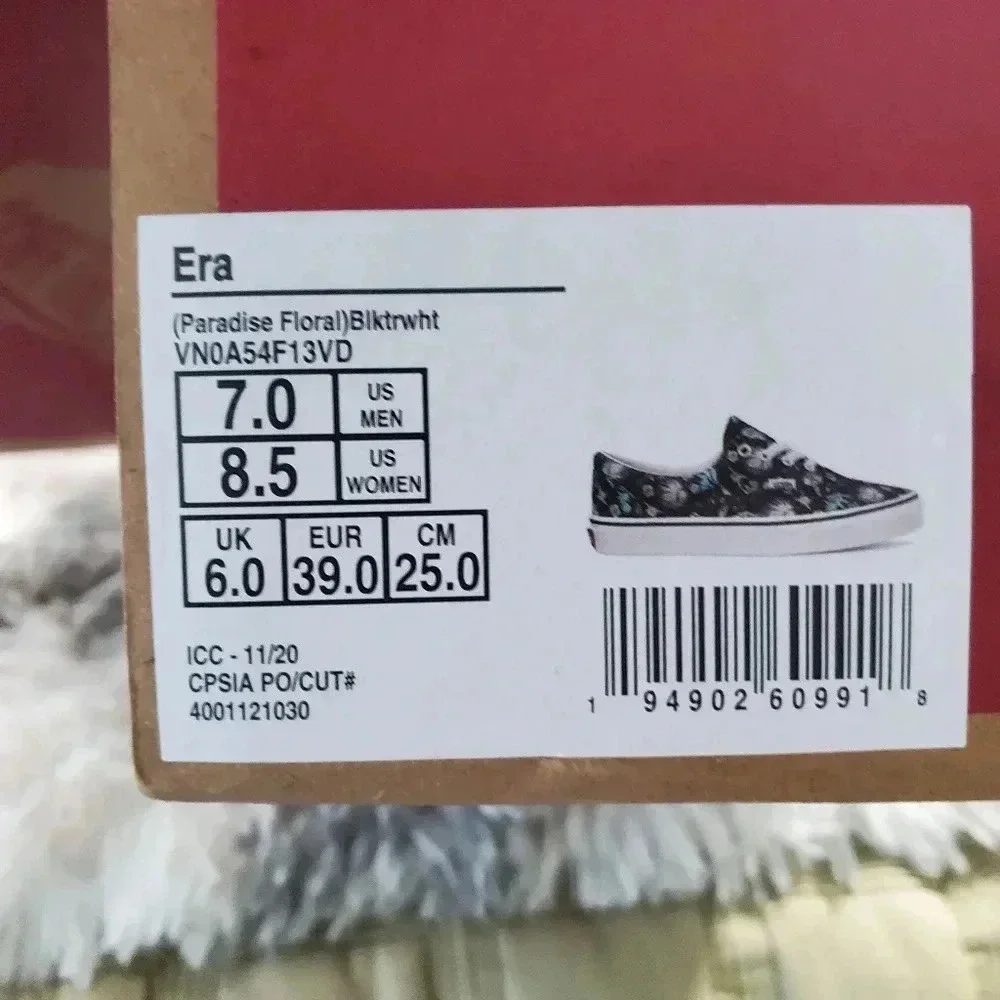 Era
(Paradise Floral)Blktrwht
VN0A54F13VD
7.0 US MEN
8.5 US WOMEN
UK EUR CM
6.0 39.0 25.0
ICC - 11/20
CPSIA PO/CUT#
4001121030
1 94902 60991 8